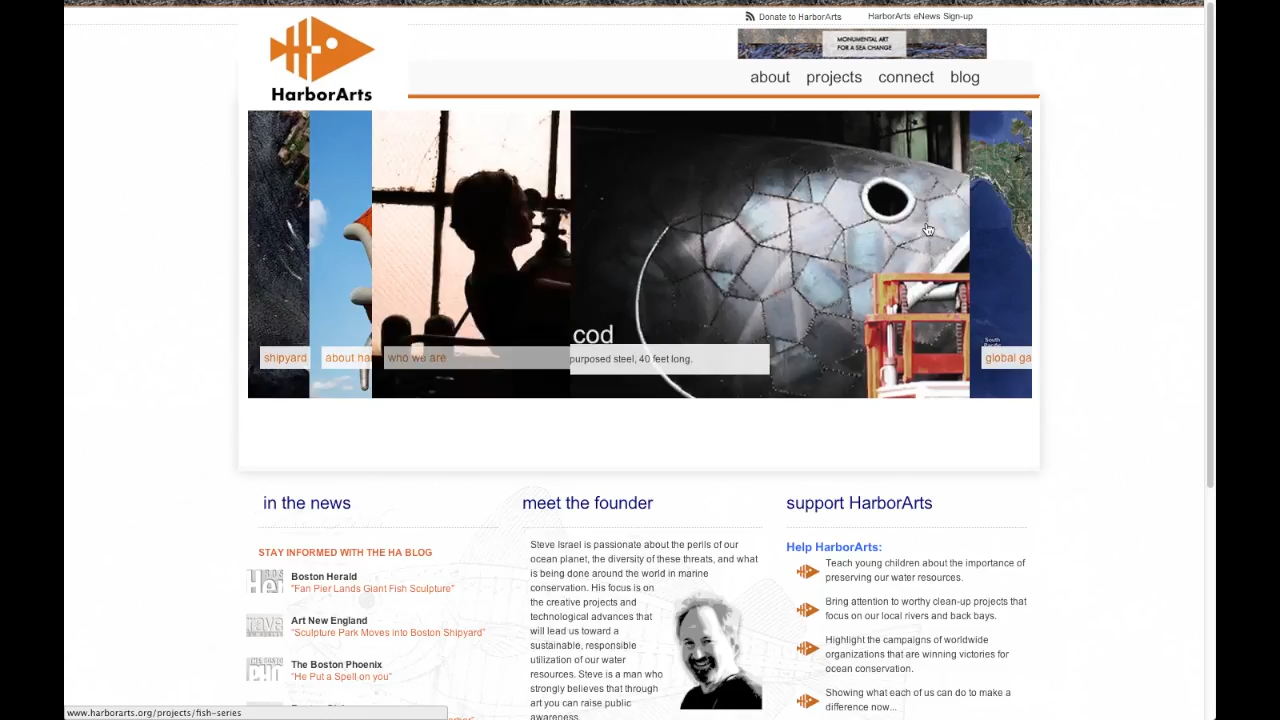 Donate to HarborArts
HarborArts eNews Sign-up
MONUMENTAL ART
FOR A SEA CHANGE
HarborArts
about projects connect blog
shipyard
about ha
who we are
cod
purposed steel, 40 feet long.
South
global ga
in the news
STAY INFORMED WITH THE HA BLOG
Boston Herald
"Fan Pier Lands Giant Fish Sculpture"
Art New England
"Sculpture Park Moves into Boston Shipyard"
The Boston Phoenix
"He Put a Spell on you"
meet the founder
Steve Israel is passionate about the perils of our
ocean planet, the diversity of these threats, and what
is being done around the world in marine
conservation. His focus is on
the creative projects and
technological advances that
will lead us toward a
sustainable, responsible
utilization of our water
resources. Steve is a man who
strongly believes that through
art you can raise public
awareness.
support HarborArts
Help HarborArts:
Teach young children about the importance of
preserving our water resources.
Bring attention to worthy clean-up projects that
focus on our local rivers and back bays.
Highlight the campaigns of worldwide
organizations that are winning victories for
ocean conservation.
Showing what each of us can do to make a
difference now...
www.harborarts.org/projects/fish-series